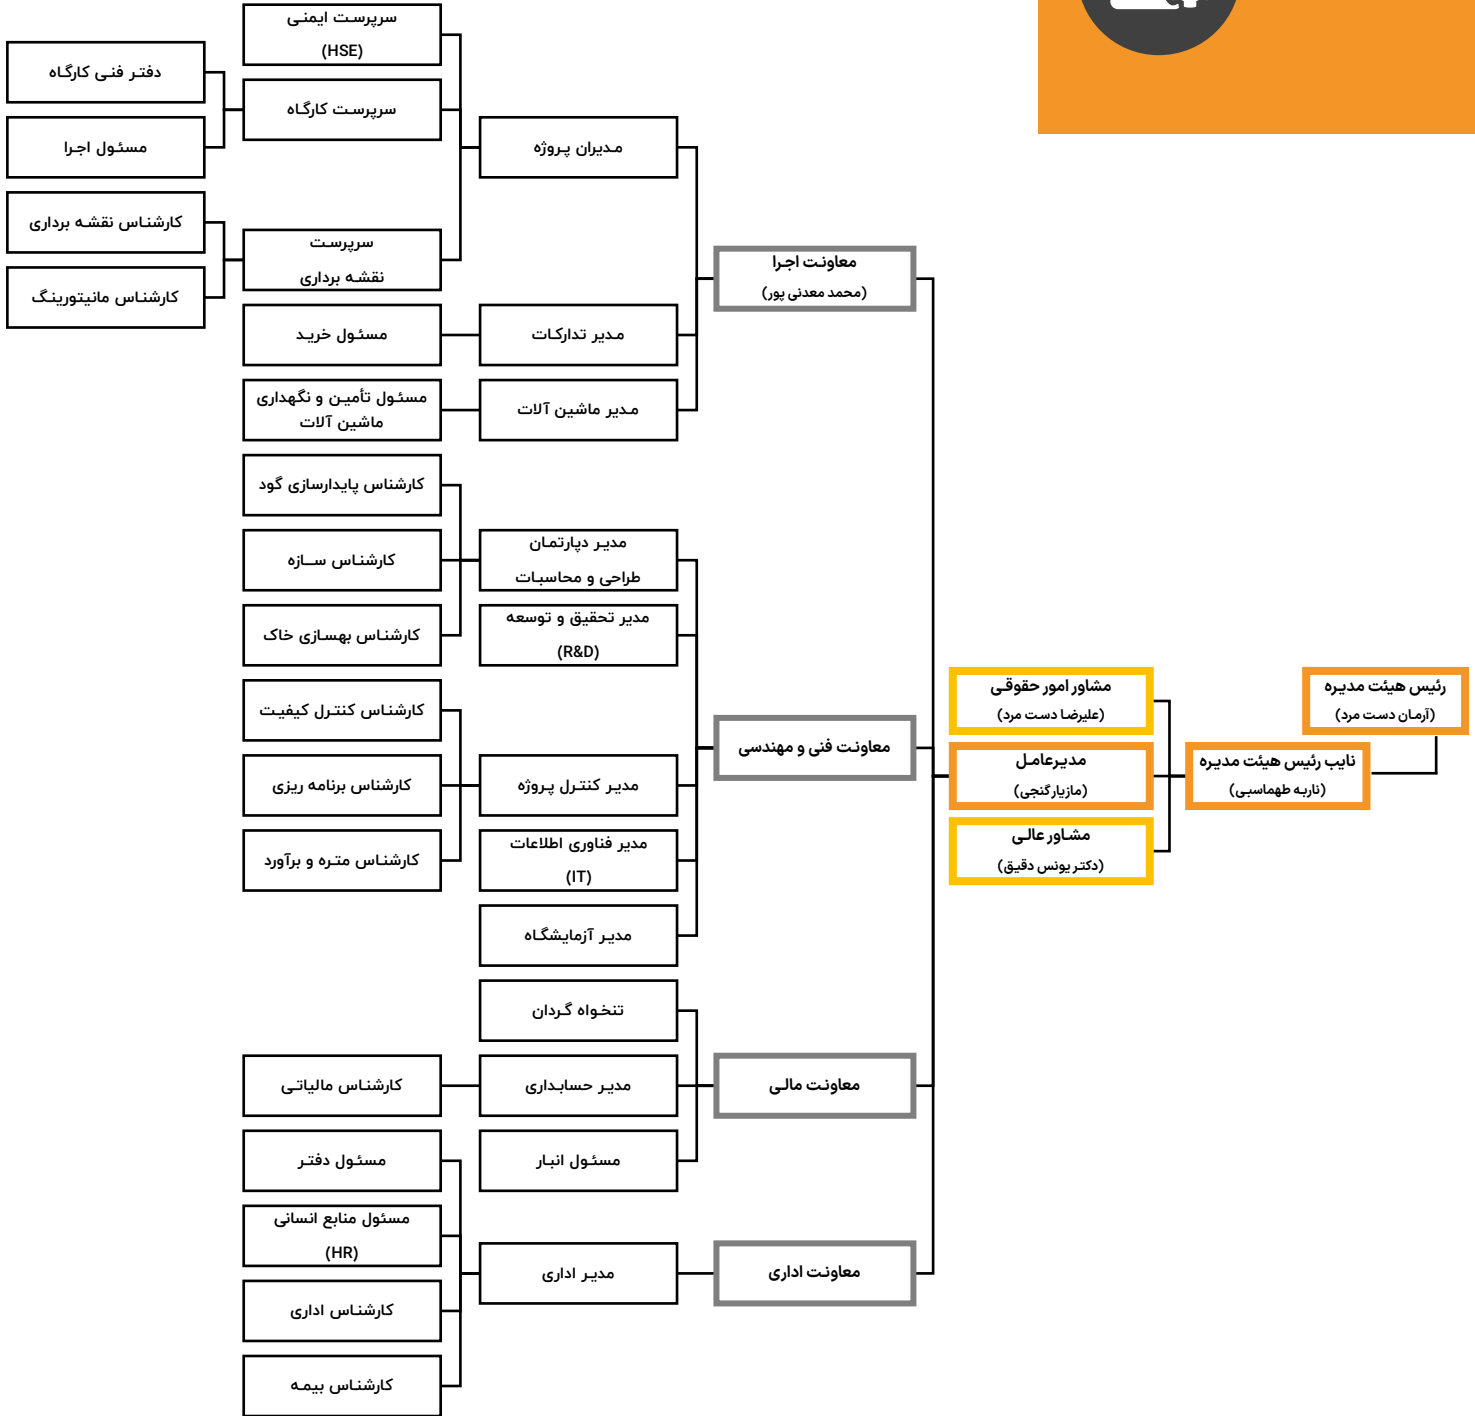 رئیس هیئت مدیره
(آرمان دست مرد)
نایب رئیس هیئت مدیره
(ناربه طهماسبی)
مشاور امور حقوقی
(علیرضا دست مرد)
مدیرعامل
(مازیار گنجی)
مشاور عالی
(دکتر یونس دقیق)
معاونت اجرا
(محمد معدنی پور)
مدیران پروژه
سرپرست ایمنی
(HSE)
سرپرست کارگاه
دفتر فنی کارگاه
مسئول اجرا
سرپرست
نقشه برداری
کارشناس نقشه برداری
کارشناس مانیتورینگ
مدیر تدارکات
مسئول خرید
مدیر ماشین آلات
مسئول تأمین و نگهداری
ماشین آلات
معاونت فنی و مهندسی
مدیر دپارتمان
طراحی و محاسبات
کارشناس پایدارسازی گود
کارشناس سازه
کارشناس بهسازی خاک
مدیر تحقیق و توسعه
(R&D)
مدیر کنترل پروژه
کارشناس کنترل کیفیت
کارشناس برنامه ریزی
کارشناس متره و برآورد
مدیر فناوری اطلاعات
(IT)
مدیر آزمایشگاه
معاونت مالی
تنخواه گردان
مدیر حسابداری
کارشناس مالیاتی
مسئول انبار
معاونت اداری
مدیر اداری
مسئول دفتر
مسئول منابع انسانی
(HR)
کارشناس اداری
کارشناس بیمه